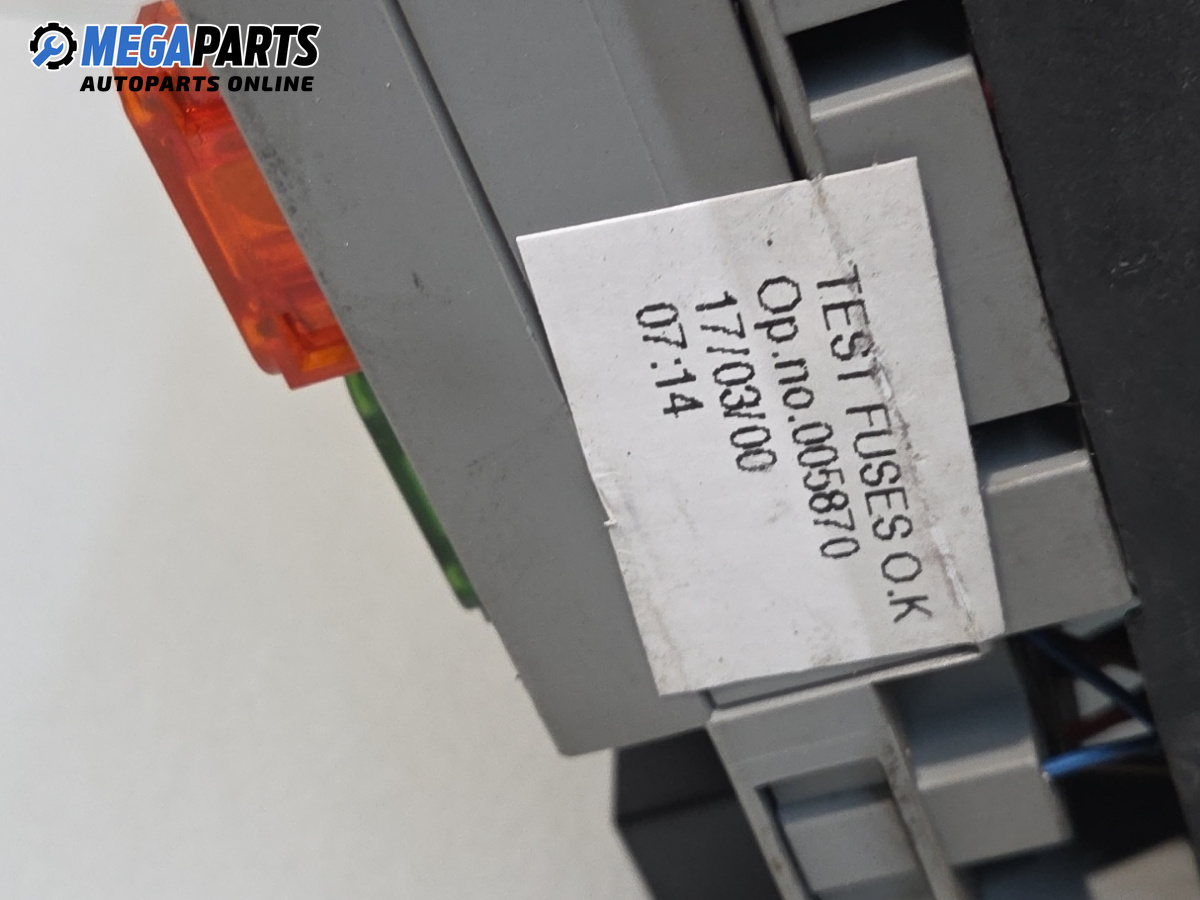 MEGAPARTS
AUTOPARTS ONLINE
TEST FUSES O.K
Op.no.005870
17/03/00
07:14